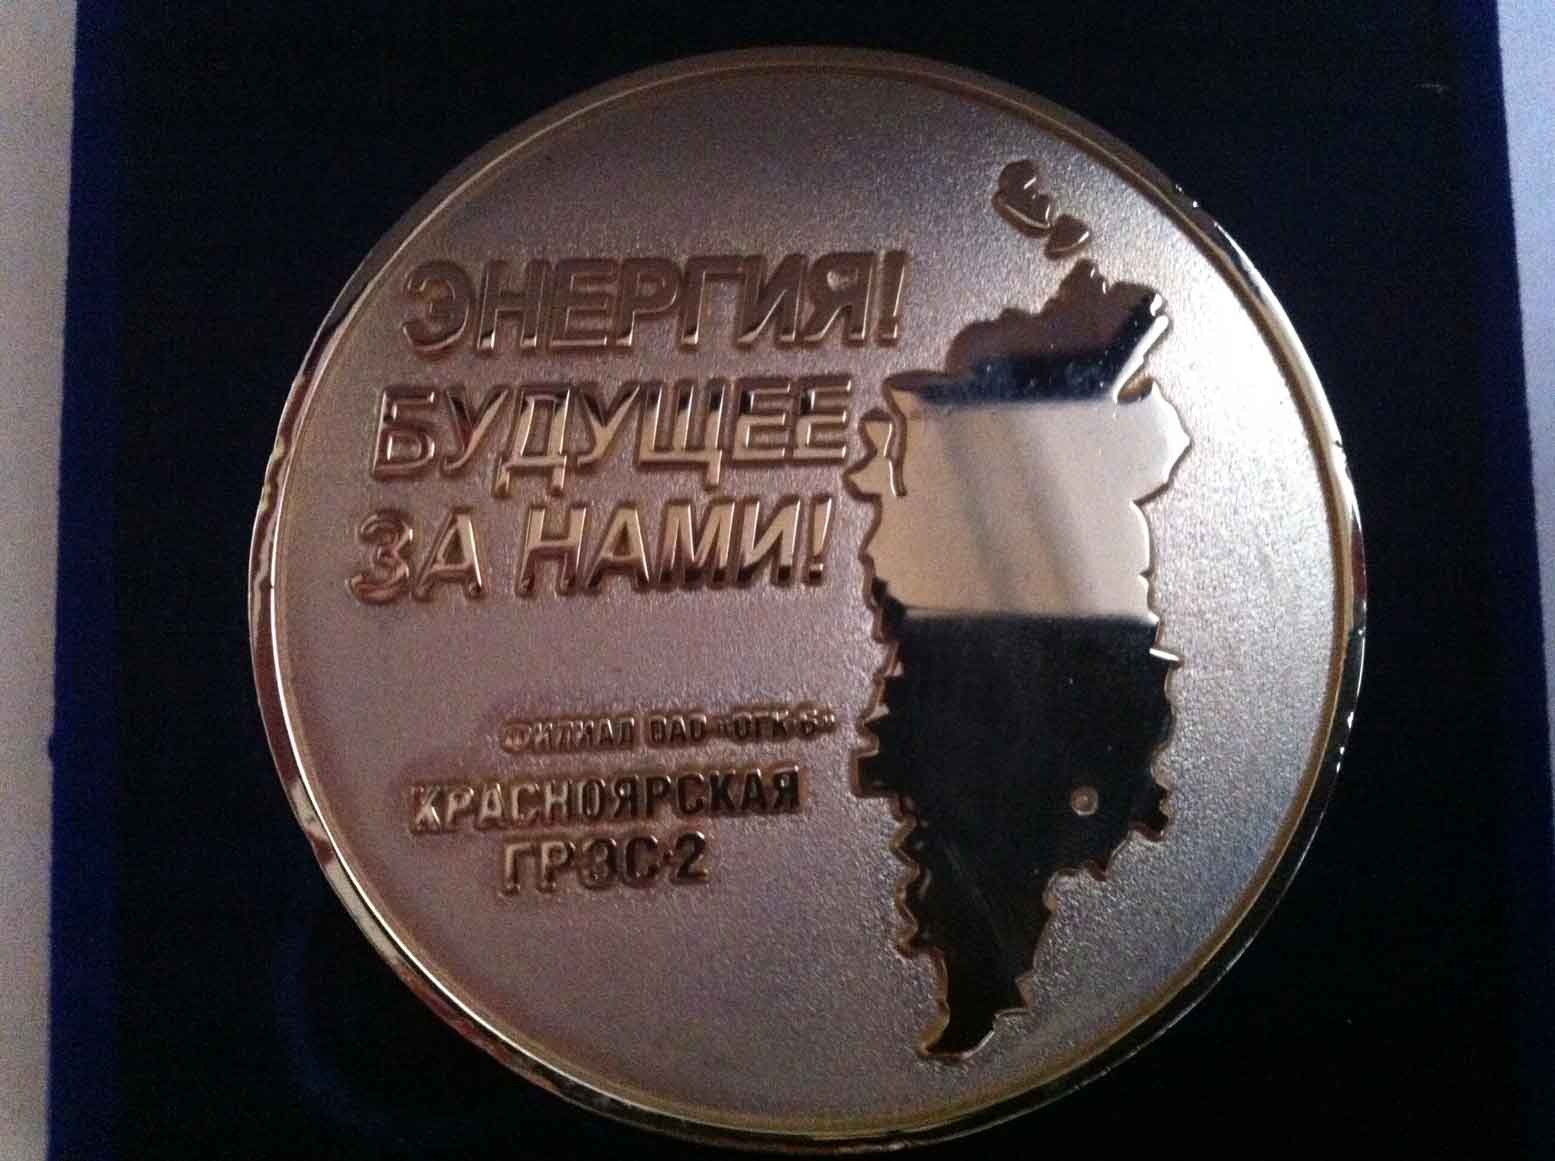 ЭНЕРГИЯ!
БУДУЩЕЕ
ЗА НАМИ!
ФИЛИАЛ ОАО «ОГК-6»
КРАСНОЯРСКАЯ
ГРЭС-2